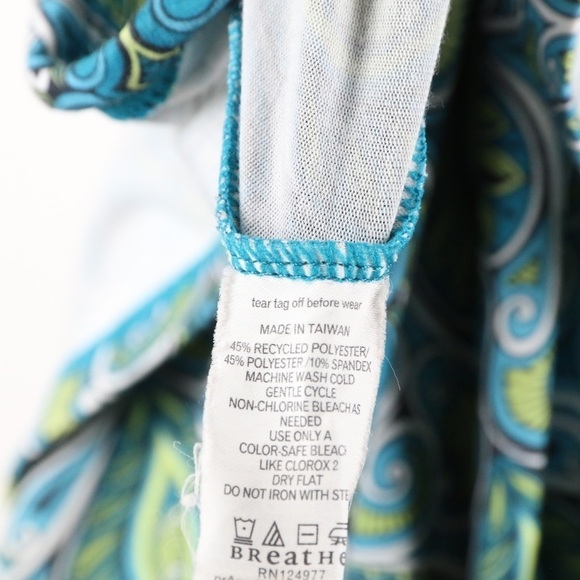 tear tag off before wear
MADE IN TAIWAN
45% RECYCLED POLYESTER/
45% POLYESTER/10% SPANDEX
MACHINE WASH COLD
GENTLE CYCLE
NON-CHLORINE BLEACH AS
NEEDED
USE ONLY A
COLOR-SAFE BLEAC
LIKE CLOROX 2
DRY FLAT
DO NOT IRON WITH STE
BReatHe
RN124977